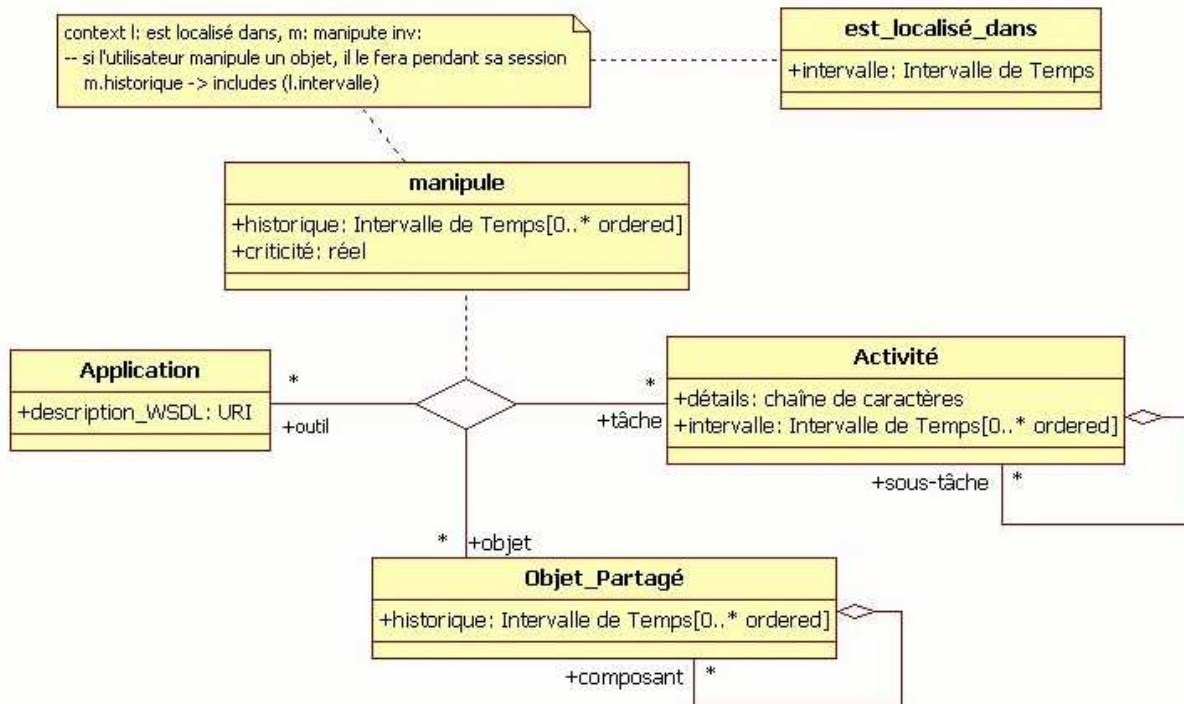 context l: est localisé dans, m: manipute inv:
-- si l'utilisateur manipule un objet, il le fera pendant sa session
m.historique -> includes (l.intervalle)
est_localisé_dans
+intervalle: Intervalle de Temps
manipule
+historique: Intervalle de Temps[0..* ordered]
+criticité: réel
Application
+description_WSDL: URI
*
+outil
*
+tâche
Activité
+détails: chaîne de caractères
+intervalle: Intervalle de Temps[0..* ordered]
+sous-tâche *
* +objet
Objet_Partagé
+historique: Intervalle de Temps[0..* ordered]
+composant *